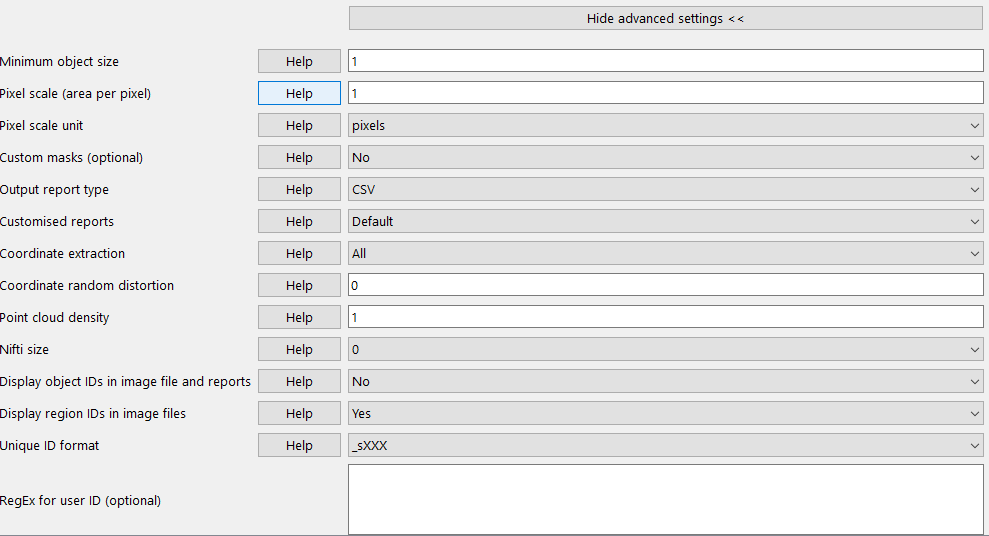 Hide advanced settings <<
Minimum object size Help 1
Pixel scale (area per pixel) Help 1
Pixel scale unit Help pixels
Custom masks (optional) Help No
Output report type Help CSV
Customised reports Help Default
Coordinate extraction Help All
Coordinate random distortion Help 0
Point cloud density Help 1
Nifti size Help 0
Display object IDs in image file and reports Help No
Display region IDs in image files Help Yes
Unique ID format Help _sXXX
RegEx for user ID (optional)